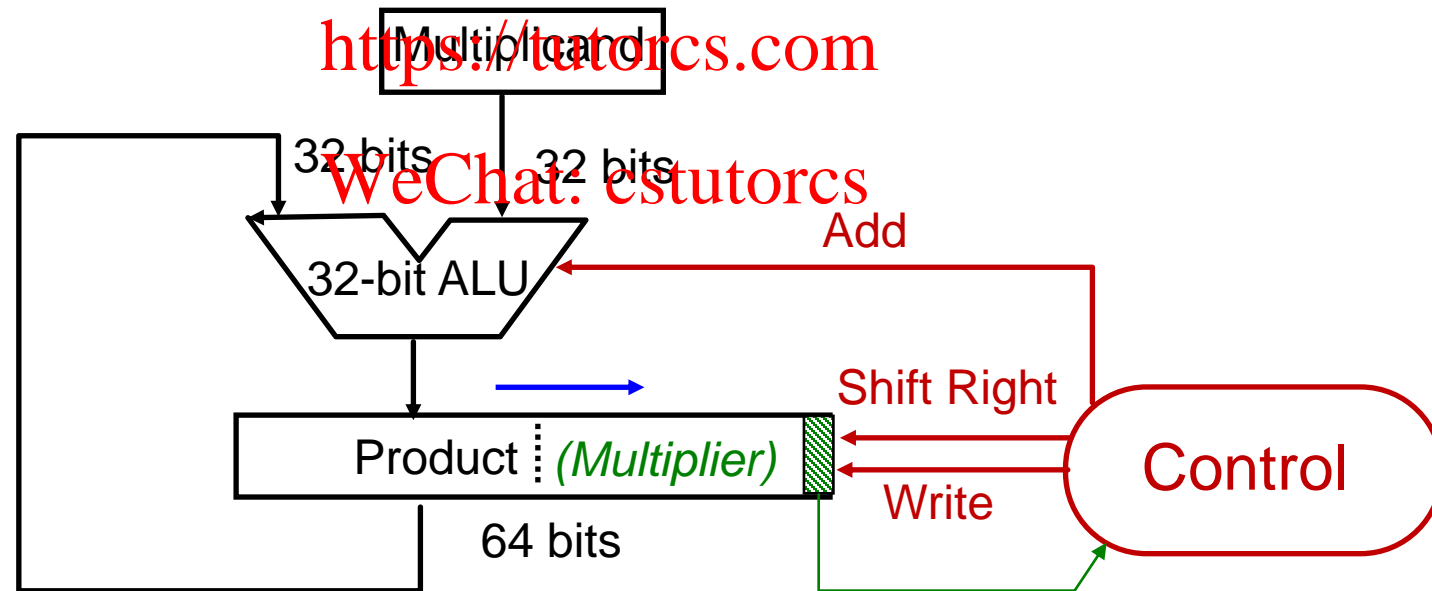 Multiplicand
https://tutorcs.com
32 bits
32 bits
WeChat: cstutorcs
Add
32-bit ALU
Shift Right
Product (Multiplier)
Control
Write
64 bits